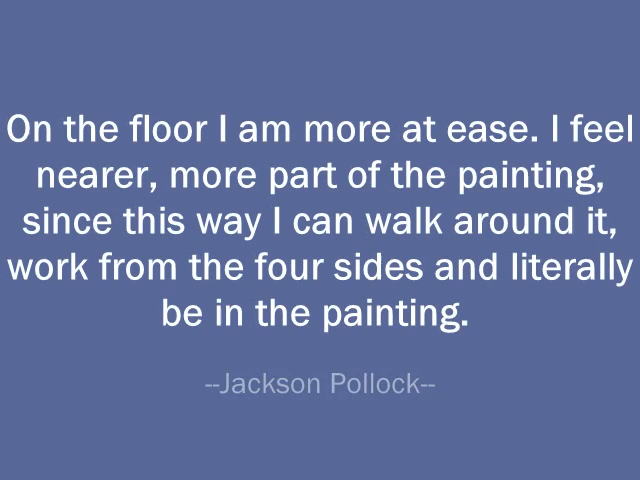 On the floor I am more at ease. I feel
nearer, more part of the painting,
since this way I can walk around it,
work from the four sides and literally
be in the painting.
--Jackson Pollock--